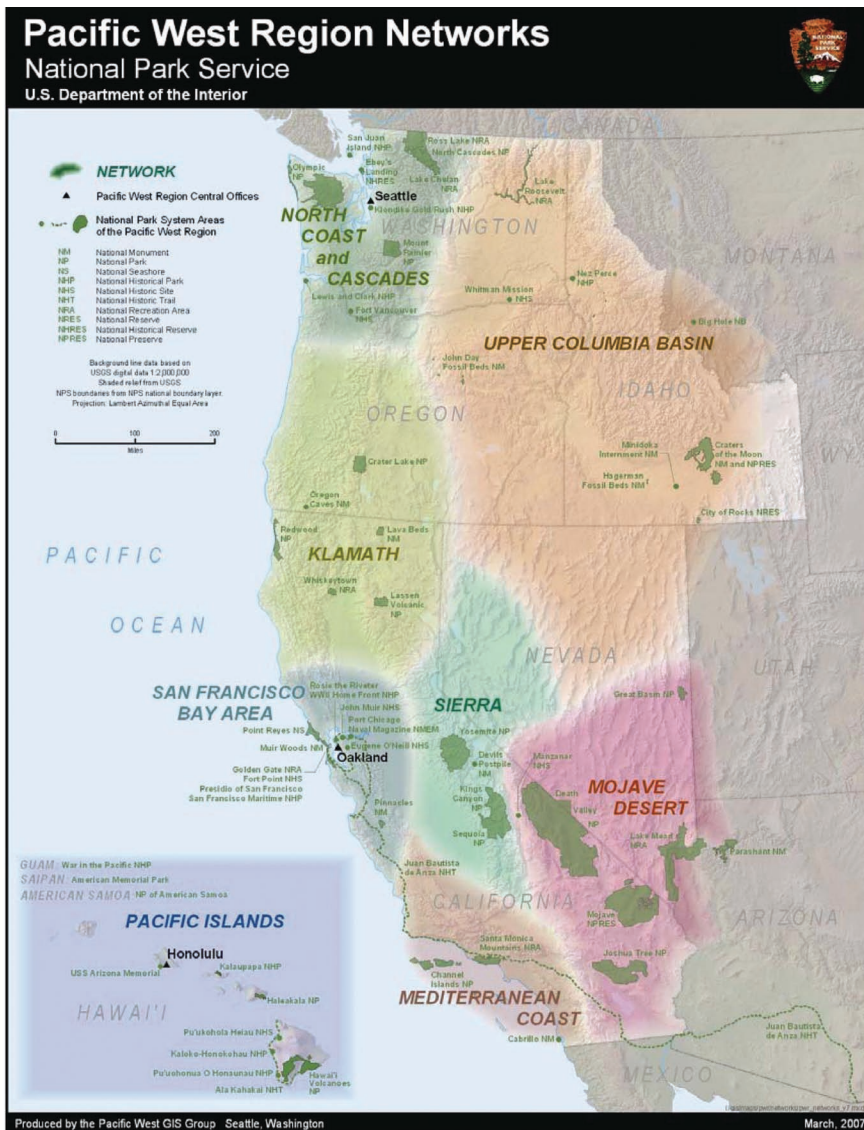 Pacific West Region Networks
National Park Service
U.S. Department of the Interior
NATIONAL
PARK
SERVICE
NETWORK
Pacific West Region Central Offices
National Park System Areas
of the Pacific West Region
NM National Monument
NP National Park
NS National Seashore
NHP National Historical Park
NHS National Historic Site
NHT National Historic Trail
NRA National Recreation Area
NRES National Reserve
NHRES National Historical Reserve
NPRES National Preserve
Background line data based on
USGS digital data 1:2,000,000
Shaded relief from USGS
NPS boundaries from NPS national boundary layer.
Projection: Lambert Azimuthal Equal Area
0 100 200
Miles
CANADA
San Juan
Island NHP
Ross Lake NRA
North Cascades NP
Ebey's
Landing
NHRES
Lake Chelan
NRA
Olympic
NP
Seattle
Klondike Gold Rush NHP
Lake
Roosevelt
NRA
NORTH
COAST
and
CASCADES
WASHINGTON
Mount
Rainier
NP
MONTANA
Nez Perce
NHP
Whitman Mission
NHS
Lewis and Clark NHP
Fort Vancouver
NHS
Big Hole NB
UPPER COLUMBIA BASIN
John Day
Fossil Beds NM
IDAHO
OREGON
WY
Minidoka
Internment NM
Craters
of the Moon
NM and NPRES
Hagerman
Fossil Beds NM
Crater Lake NP
Oregon
Caves NM
City of Rocks NRES
Redwood
NP
Lava Beds
NM
KLAMATH
PACIFIC
OCEAN
Whiskeytown
NRA
Lassen
Volcanic
NP
NEVADA
UTAH
SAN FRANCISCO
BAY AREA
Rosie the Riveter
WWII Home Front NHP
John Muir NHS
Port Chicago
Naval Magazine NMEM
Point Reyes NS
Eugene O'Neill NHS
Muir Woods NM
Oakland
Golden Gate NRA
Fort Point NHS
Presidio of San Francisco
San Francisco Maritime NHP
Pinnacles
NM
SIERRA
Great Basin NP
Yosemite NP
Devils
Postpile
NM
Manzanar
NHS
Kings
Canyon
NP
Sequoia
NP
Death
Valley
NP
MOJAVE
DESERT
Lake Mead
NRA
Parashant NM
Juan Bautista
de Anza NHT
CALIFORNIA
ARIZONA
Mojave
NPRES
Santa Monica
Mountains NRA
Joshua Tree NP
Channel
Islands NP
MEDITERRANEAN
COAST
Cabrillo NM
Juan Bautista
de Anza NHT
MEXICO
GUAM: War in the Pacific NHP
SAIPAN: American Memorial Park
AMERICAN SAMOA: NP of American Samoa
PACIFIC ISLANDS
Honolulu
USS Arizona Memorial
Kalaupapa NHP
Haleakala NP
HAWAI'I
Pu'ukohola Heiau NHS
Kaloko-Honokohau NHP
Pu'uohonua O Honaunau NHP
Ala Kahakai NHT
Hawai'i
Volcanoes
NP
Produced by the Pacific West GIS Group Seattle, Washington
March, 2007